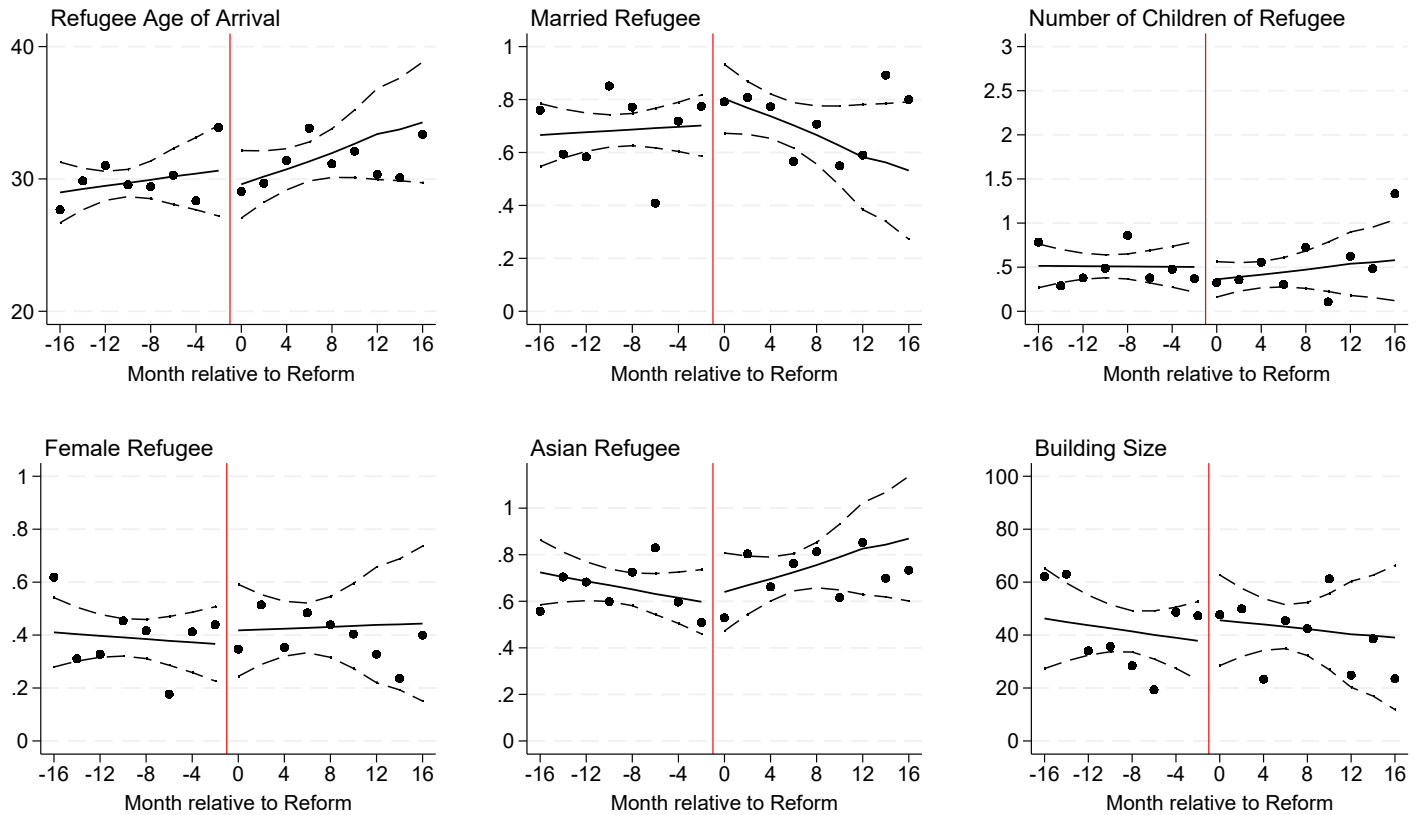 Refugee Age of Arrival
40
30
20
-16 -12 -8 -4 0 4 8 12 16
Month relative to Reform
Married Refugee
1
.8
.6
.4
.2
0
-16 -12 -8 -4 0 4 8 12 16
Month relative to Reform
Number of Children of Refugee
3
2.5
2
1.5
1
.5
0
-16 -12 -8 -4 0 4 8 12 16
Month relative to Reform
Female Refugee
1
.8
.6
.4
.2
0
-16 -12 -8 -4 0 4 8 12 16
Month relative to Reform
Asian Refugee
1
.8
.6
.4
.2
0
-16 -12 -8 -4 0 4 8 12 16
Month relative to Reform
Building Size
100
80
60
40
20
0
-16 -12 -8 -4 0 4 8 12 16
Month relative to Reform